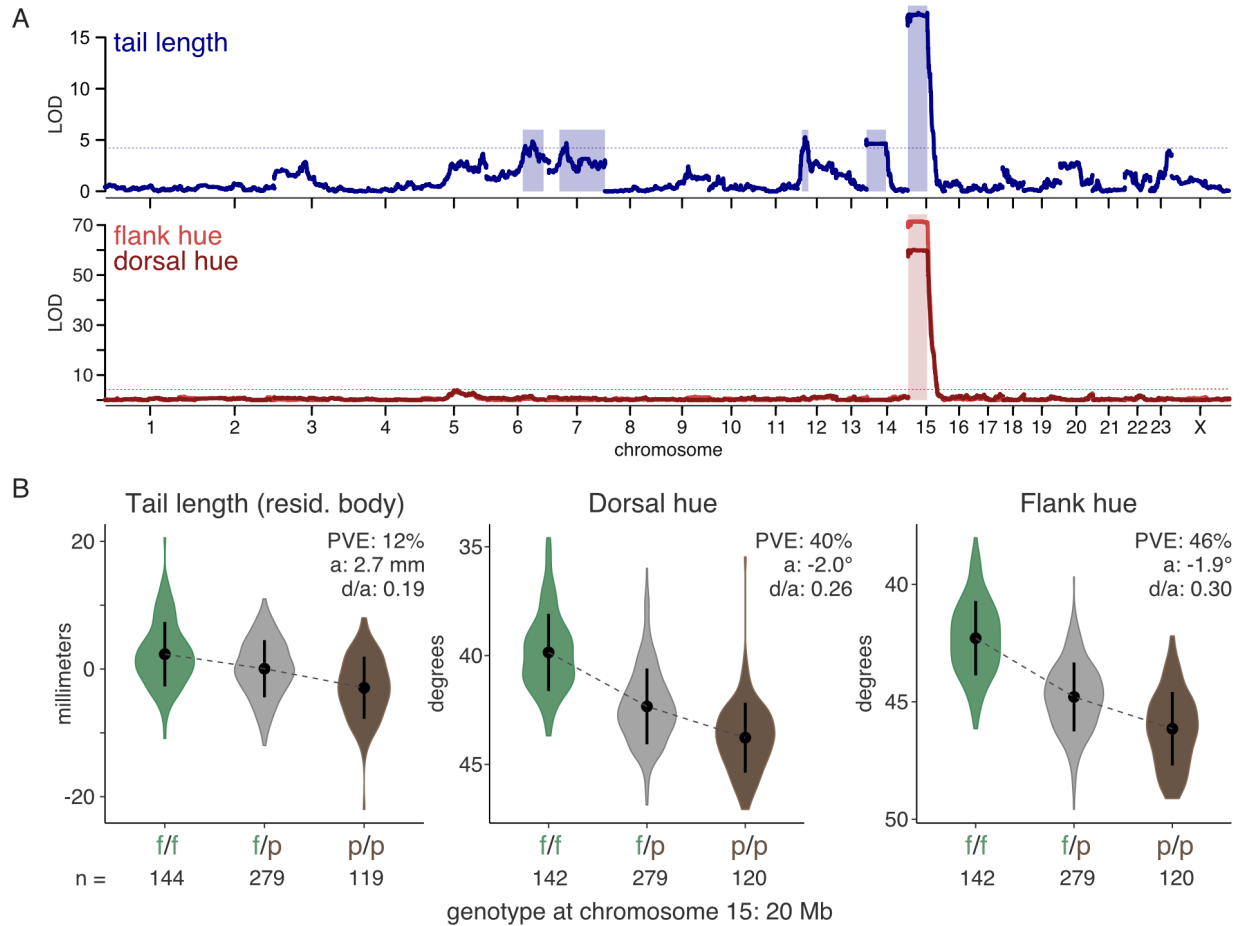 A
tail length
LOD
15
10
5
0
flank hue
dorsal hue
LOD
70
50
30
10
1 2 3 4 5 6 7 8 9 10 11 12 13 14 15 16 17 18 19 20 21 22 23 X
chromosome
B
Tail length (resid. body)
PVE: 12%
a: 2.7 mm
d/a: 0.19
millimeters
20
0
-20
f/f f/p p/p
n = 144 279 119
Dorsal hue
PVE: 40%
a: -2.0°
d/a: 0.26
degrees
35
40
45
f/f f/p p/p
142 279 120
Flank hue
PVE: 46%
a: -1.9°
d/a: 0.30
degrees
40
45
50
f/f f/p p/p
142 279 120
genotype at chromosome 15: 20 Mb